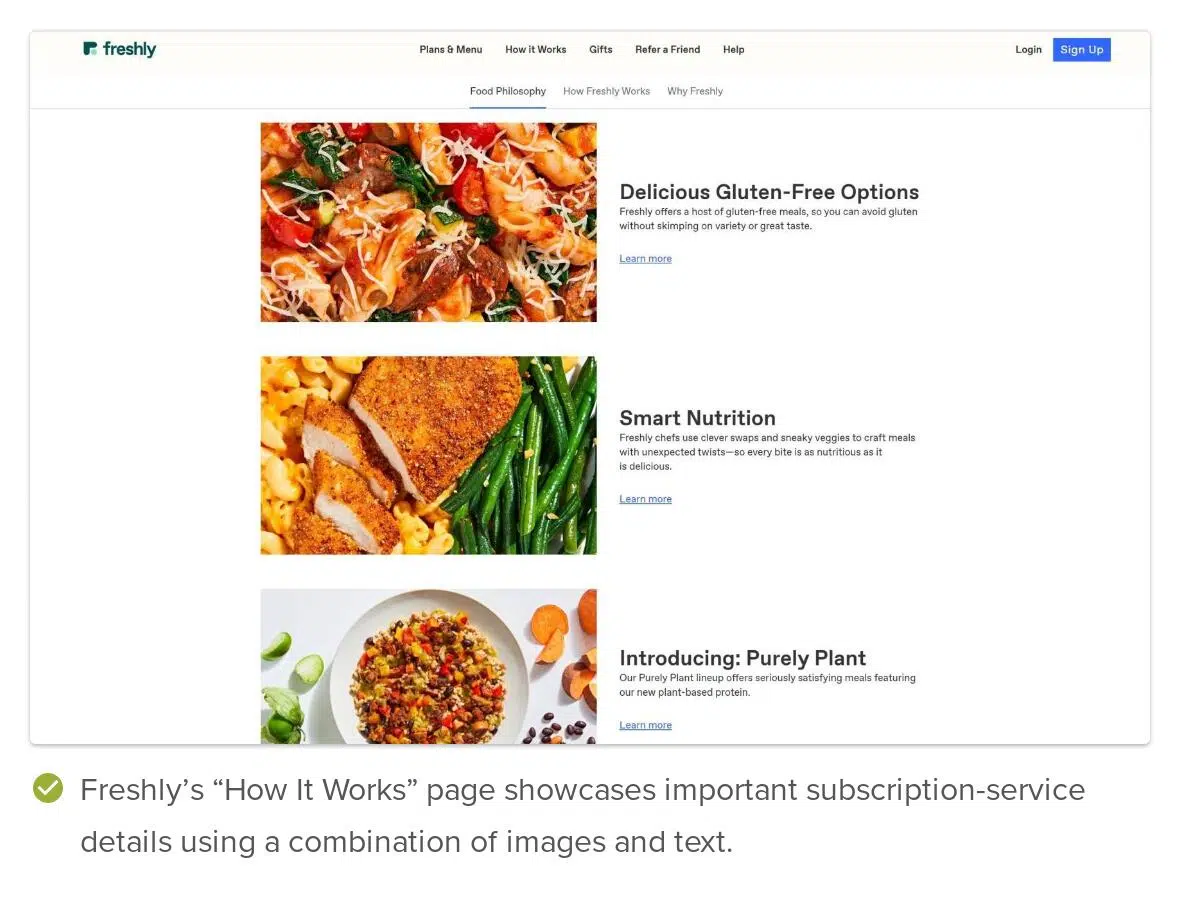 freshly
Plans & Menu
How it Works
Gifts
Refer a Friend
Help
Login
Sign Up
Food Philosophy
How Freshly Works
Why Freshly
Delicious Gluten-Free Options
Freshly offers a host of gluten-free meals, so you can avoid gluten
without skimping on variety or great taste.
Learn more
Smart Nutrition
Freshly chefs use clever swaps and sneaky veggies to craft meals
with unexpected twists—so every bite is as nutritious as it
is delicious.
Learn more
Introducing: Purely Plant
Our Purely Plant lineup offers seriously satisfying meals featuring
our new plant-based protein.
Learn more
Freshly’s “How It Works” page showcases important subscription-service
details using a combination of images and text.